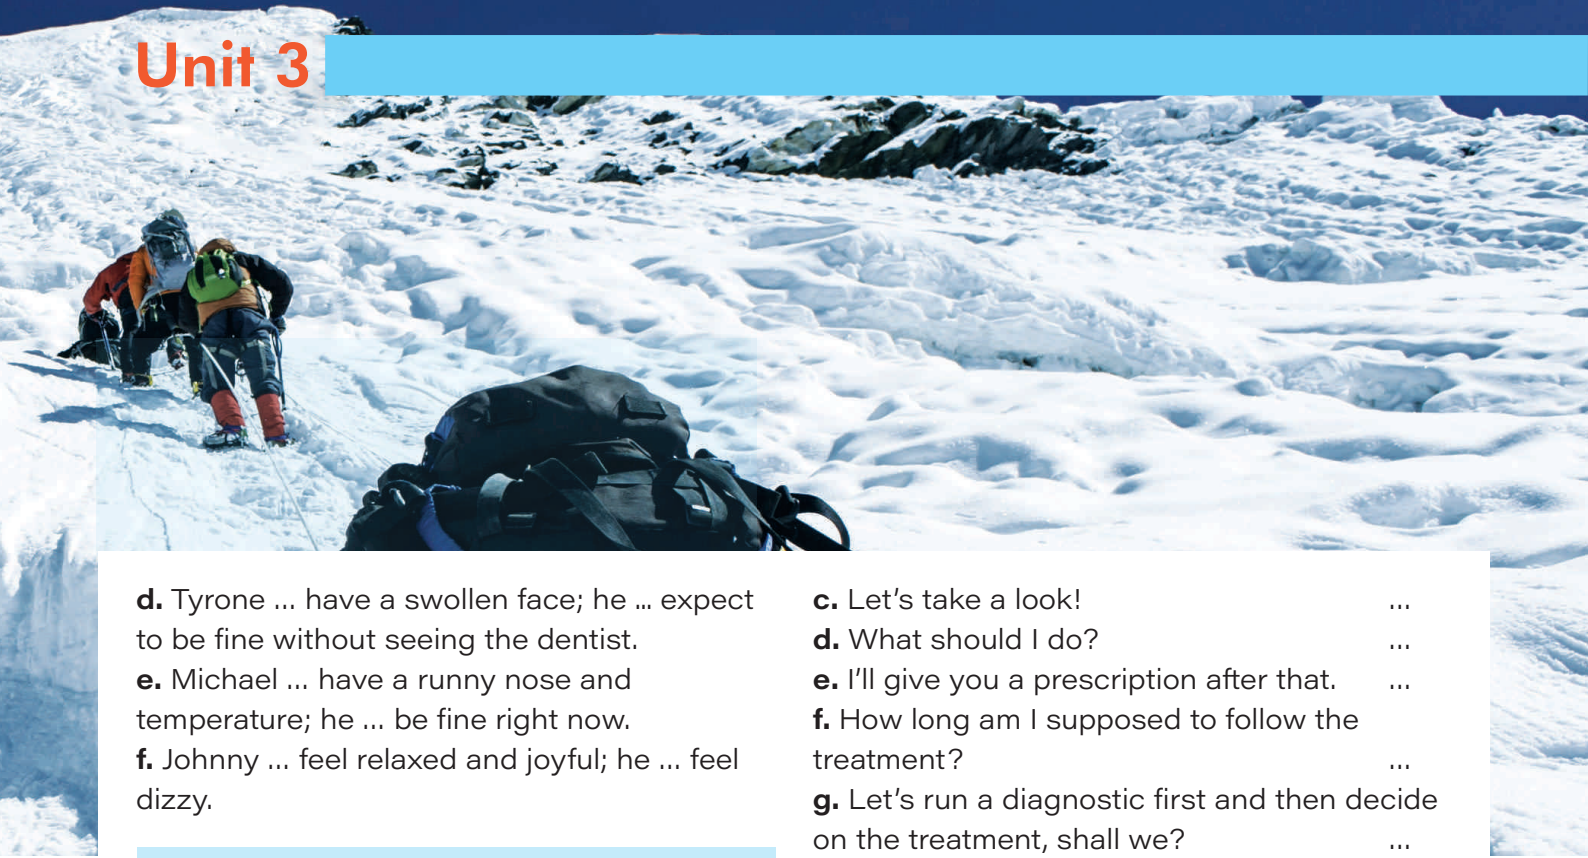 Unit 3
d. Tyrone ... have a swollen face; he ... expect
to be fine without seeing the dentist.
e. Michael ... have a runny nose and
temperature; he ... be fine right now.
f. Johnny ... feel relaxed and joyful; he ... feel
dizzy.
c. Let’s take a look! ...
d. What should I do? ...
e. I’ll give you a prescription after that. ...
f. How long am I supposed to follow the
treatment? ...
g. Let’s run a diagnostic first and then decide
on the treatment, shall we? ...